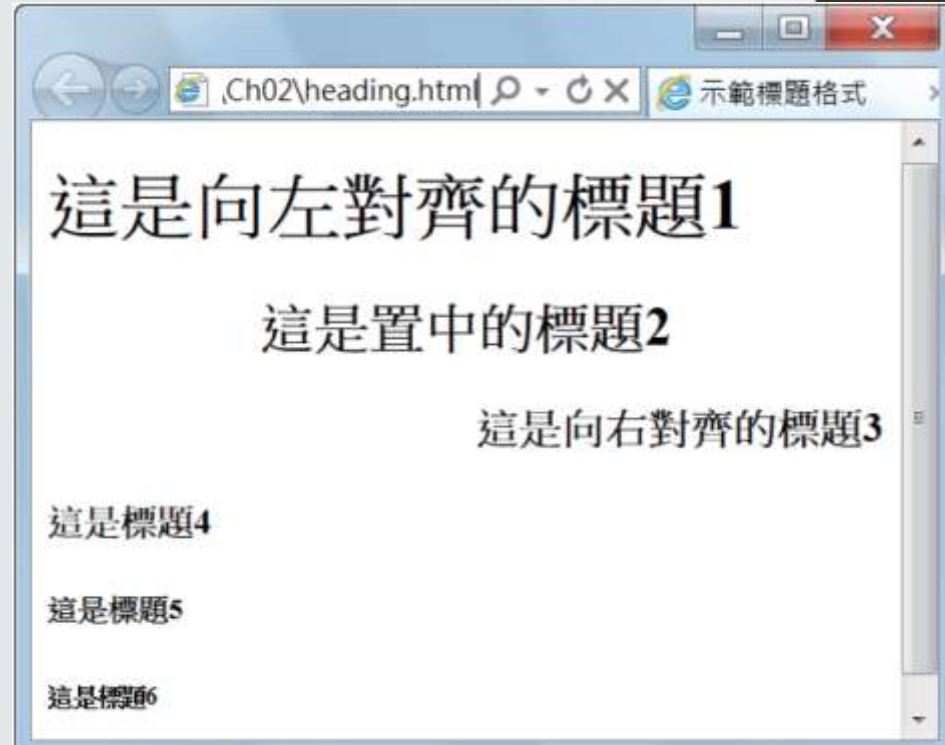 ,Ch02\heading.html
示範標題格式
這是向左對齊的標題1
這是置中的標題2
這是向右對齊的標題3
這是標題4
這是標題5
這是標題6